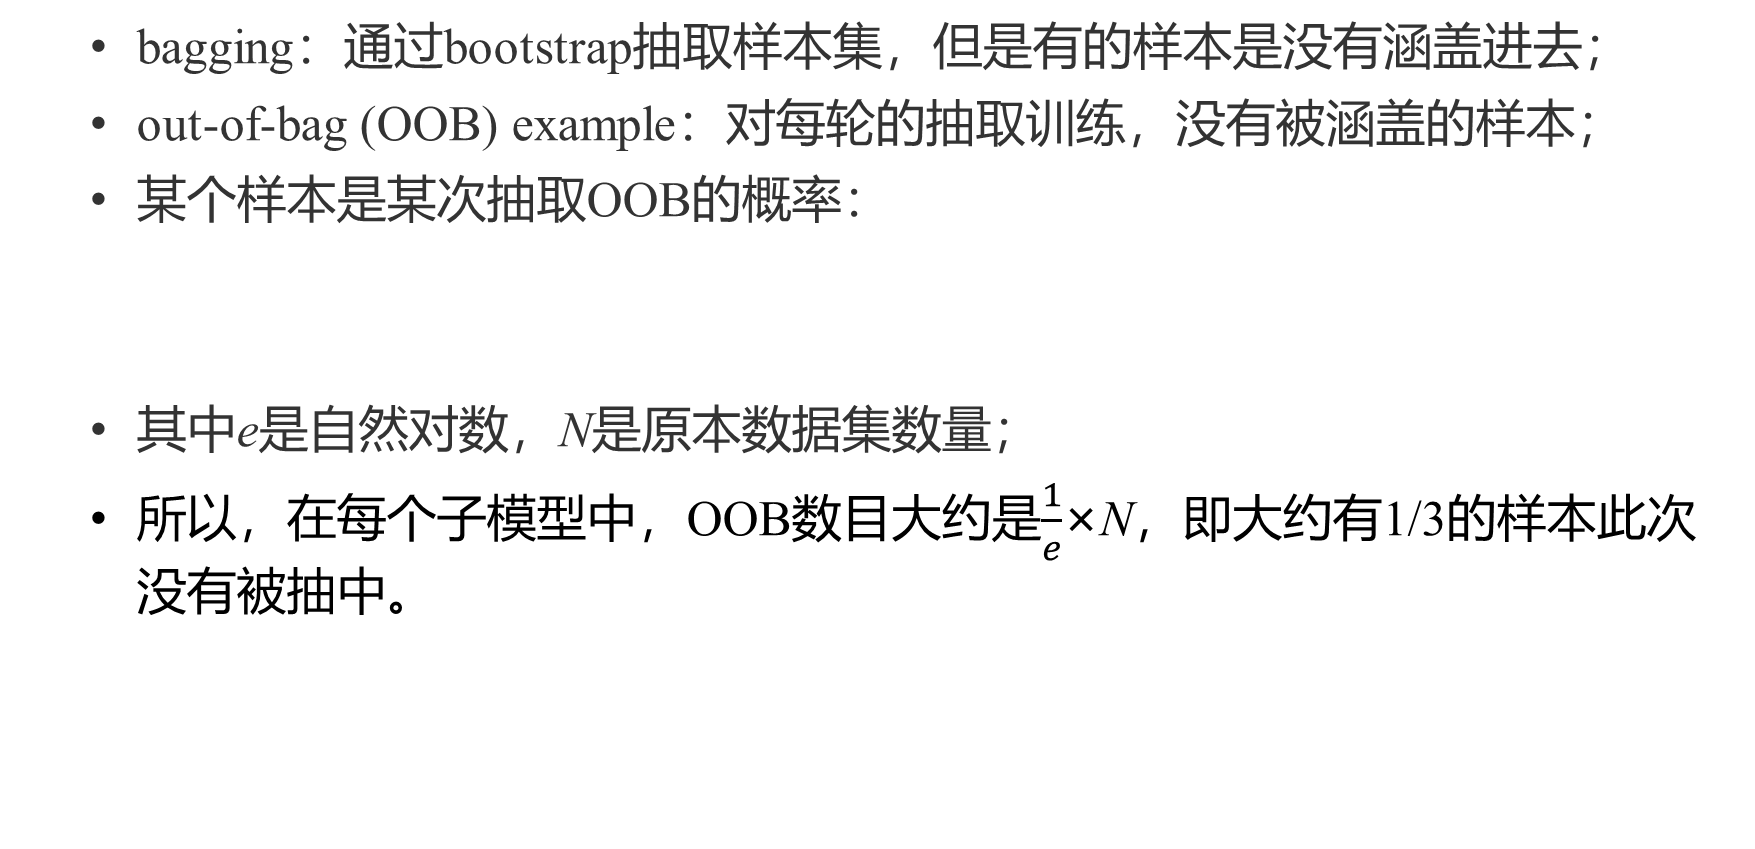 • bagging：通过bootstrap抽取样本集，但是有的样本是没有涵盖进去；
• out-of-bag (OOB) example：对每轮的抽取训练，没有被涵盖的样本；
• 某个样本是某次抽取OOB的概率：
• 其中e是自然对数，N是原本数据集数量；
• 所以，在每个子模型中，OOB数目大约是1/e×N，即大约有1/3的样本此次
没有被抽中。